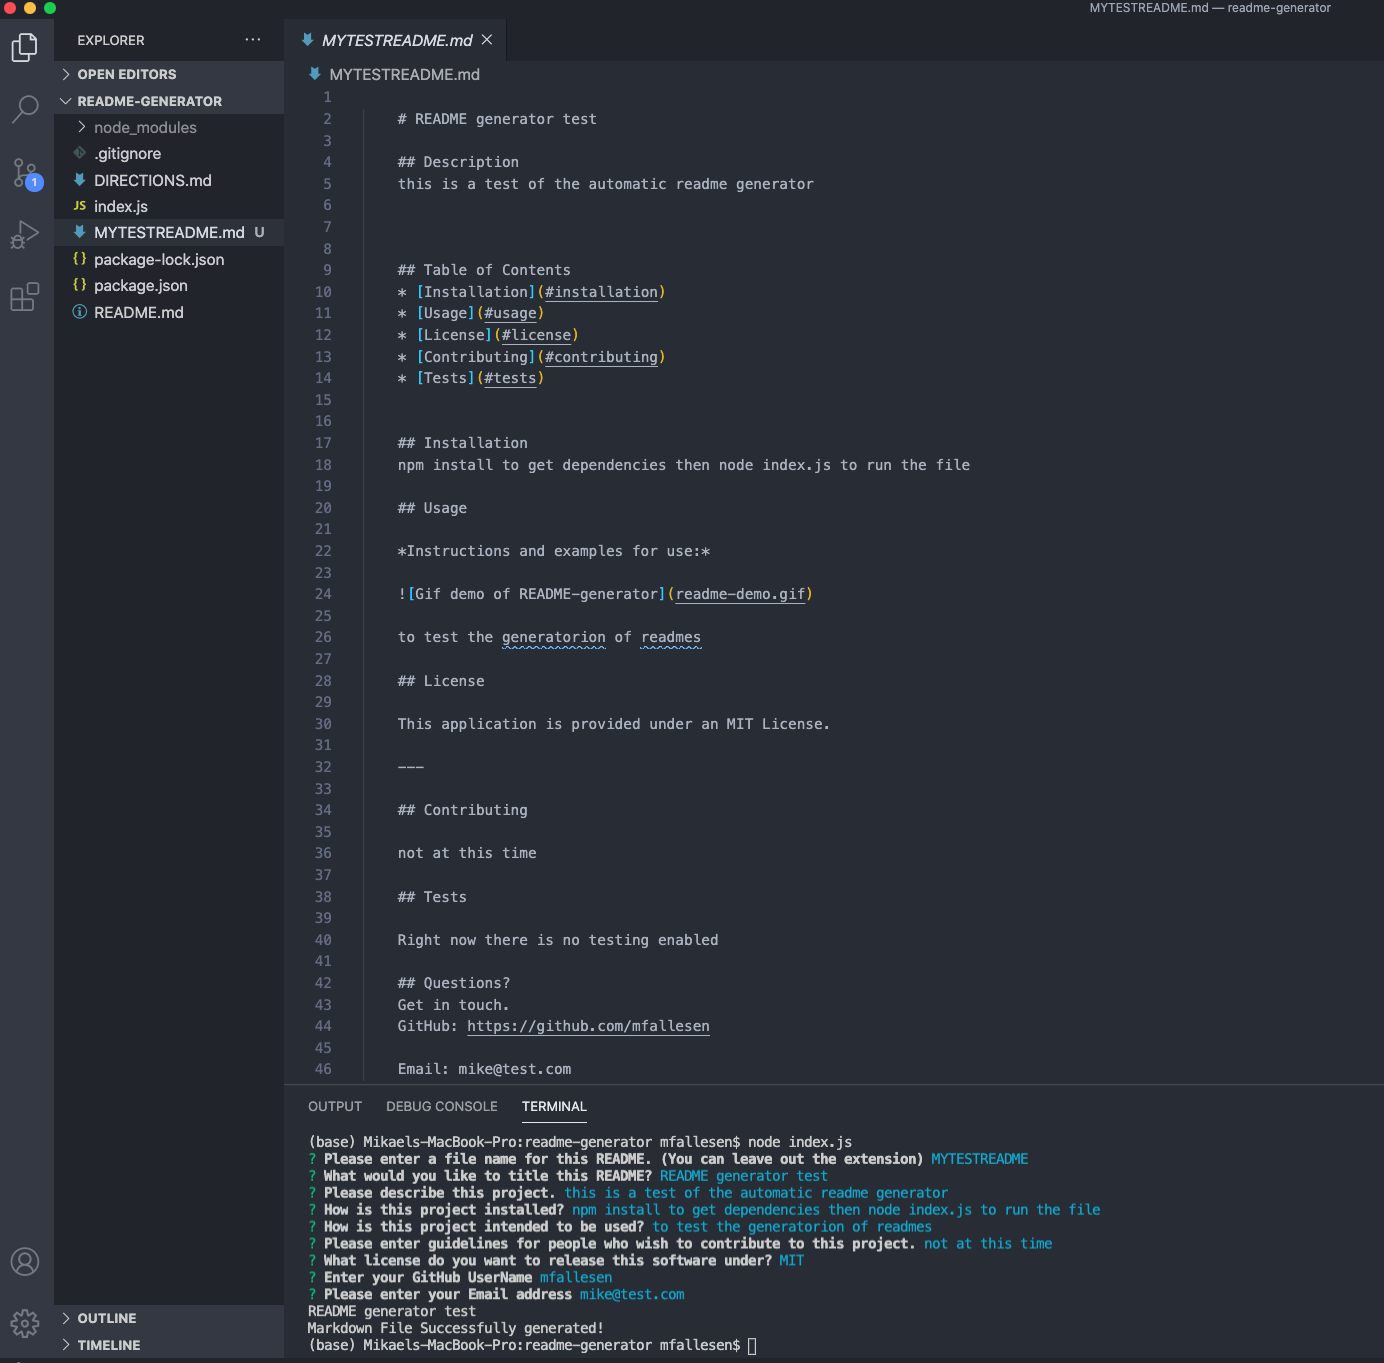 MYTESTREADME.md — readme-generator
EXPLORER
···
MYTESTREADME.md
OPEN EDITORS
MYTESTREADME.md
README-GENERATOR
node_modules
.gitignore
DIRECTIONS.md
JS index.js
MYTESTREADME.md U
{} package-lock.json
{} package.json
README.md
1
1
2 # README generator test
3
4 ## Description
5 this is a test of the automatic readme generator
6
7
8
9 ## Table of Contents
10 * [Installation](#installation)
11 * [Usage](#usage)
12 * [License](#license)
13 * [Contributing](#contributing)
14 * [Tests](#tests)
15
16
17 ## Installation
18 npm install to get dependencies then node index.js to run the file
19
20 ## Usage
21
22 *Instructions and examples for use:*
23
24 ![Gif demo of README-generator](readme-demo.gif)
25
26 to test the generatorion of readmes
27
28 ## License
29
30 This application is provided under an MIT License.
31
32 ---
33
34 ## Contributing
35
36 not at this time
37
38 ## Tests
39
40 Right now there is no testing enabled
41
42 ## Questions?
43 Get in touch.
44 GitHub: https://github.com/mfallesen
45
46 Email: mike@test.com
OUTPUT DEBUG CONSOLE TERMINAL
(base) Mikaels-MacBook-Pro:readme-generator mfallesen$ node index.js
? Please enter a file name for this README. (You can leave out the extension) MYTESTREADME
? What would you like to title this README? README generator test
? Please describe this project. this is a test of the automatic readme generator
? How is this project installed? npm install to get dependencies then node index.js to run the file
? How is this project intended to be used? to test the generatorion of readmes
? Please enter guidelines for people who wish to contribute to this project. not at this time
? What license do you want to release this software under? MIT
? Enter your GitHub UserName mfallesen
? Please enter your Email address mike@test.com
README generator test
Markdown File Successfully generated!
(base) Mikaels-MacBook-Pro:readme-generator mfallesen$
OUTLINE
TIMELINE